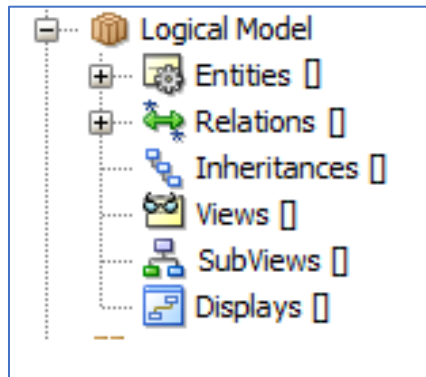 Logical Model
Entities []
Relations []
Inheritances []
Views []
SubViews []
Displays []